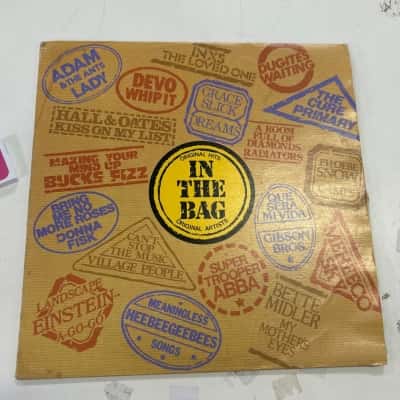 ADAM
& THE ANTS
LADY
INXS
THE LOVED ONE
DUGITES
WAITING
DEVO
WHIP IT
GRACE
SLICK
DREAMS
THE CURE
PRIMARY
HALL & OATES
KISS ON MY LIST
A ROOM
FULL OF
DIAMONDS
RADIATORS
MAKING YOUR
MIND UP
BUCKS FIZZ
ORIGINAL HITS
IN
THE
BAG
ORIGINAL ARTISTS
PHOEBE
SNOW
BRING
ME NO
MORE ROSES
DONNA
FISK
QUE
SERA
MI VIDA
GIBSON
BROS.
CAN'T
STOP
THE MUSIC
VILLAGE PEOPLE
SUPER
TROOPER
ABBA
LANDSCAPE
EINSTEIN
A-GO-GO
BETTE
MIDLER
MY
MOTHER'S
EYES
MEANINGLESS
HEEBEEGEEBEES
SONGS